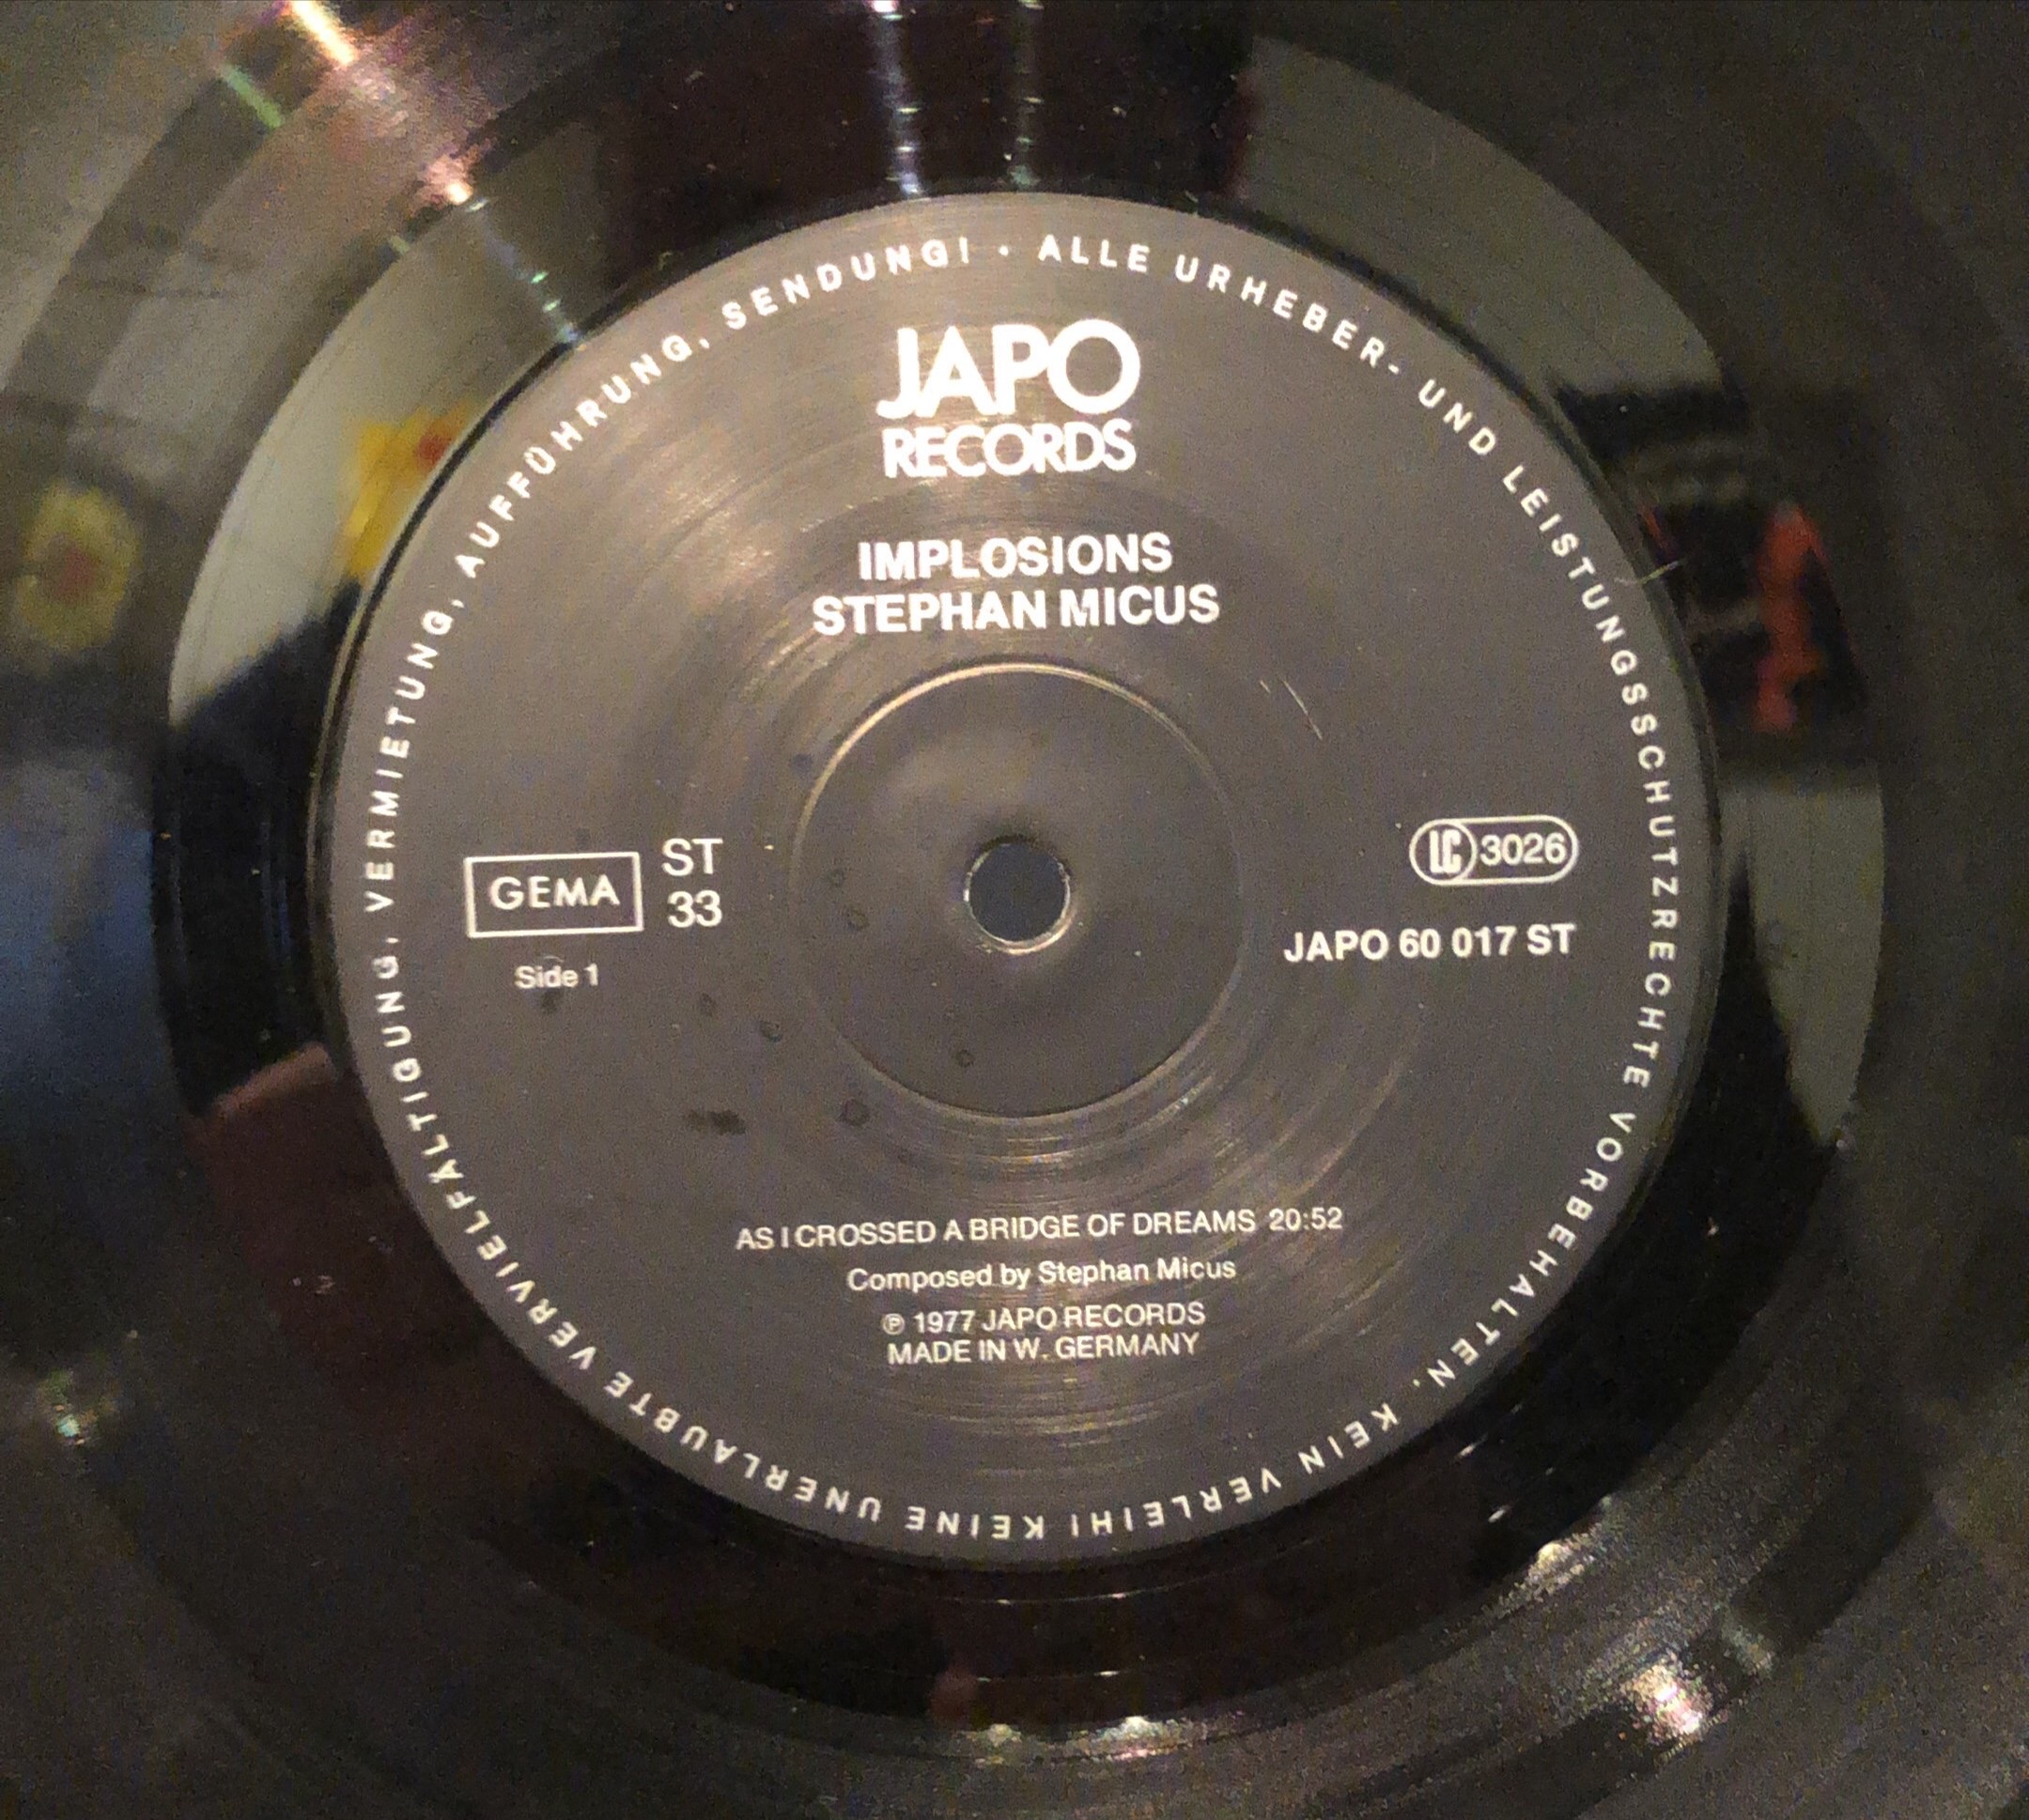 ALLE URHEBER- UND LEISTUNGSSCHUTZRECHTE VORBEHALTEN. KEIN VERLEIH! KEINE UNERLAUBTE VERVIELFÄLTIGUNG, VERMIETUNG, AUFFÜHRUNG, SENDUNG! •
JAPO
RECORDS
IMPLOSIONS
STEPHAN MICUS
GEMA
ST
33
Side 1
LC 3026
JAPO 60 017 ST
AS I CROSSED A BRIDGE OF DREAMS 20:52
Composed by Stephan Micus
℗ 1977 JAPO RECORDS
MADE IN W. GERMANY